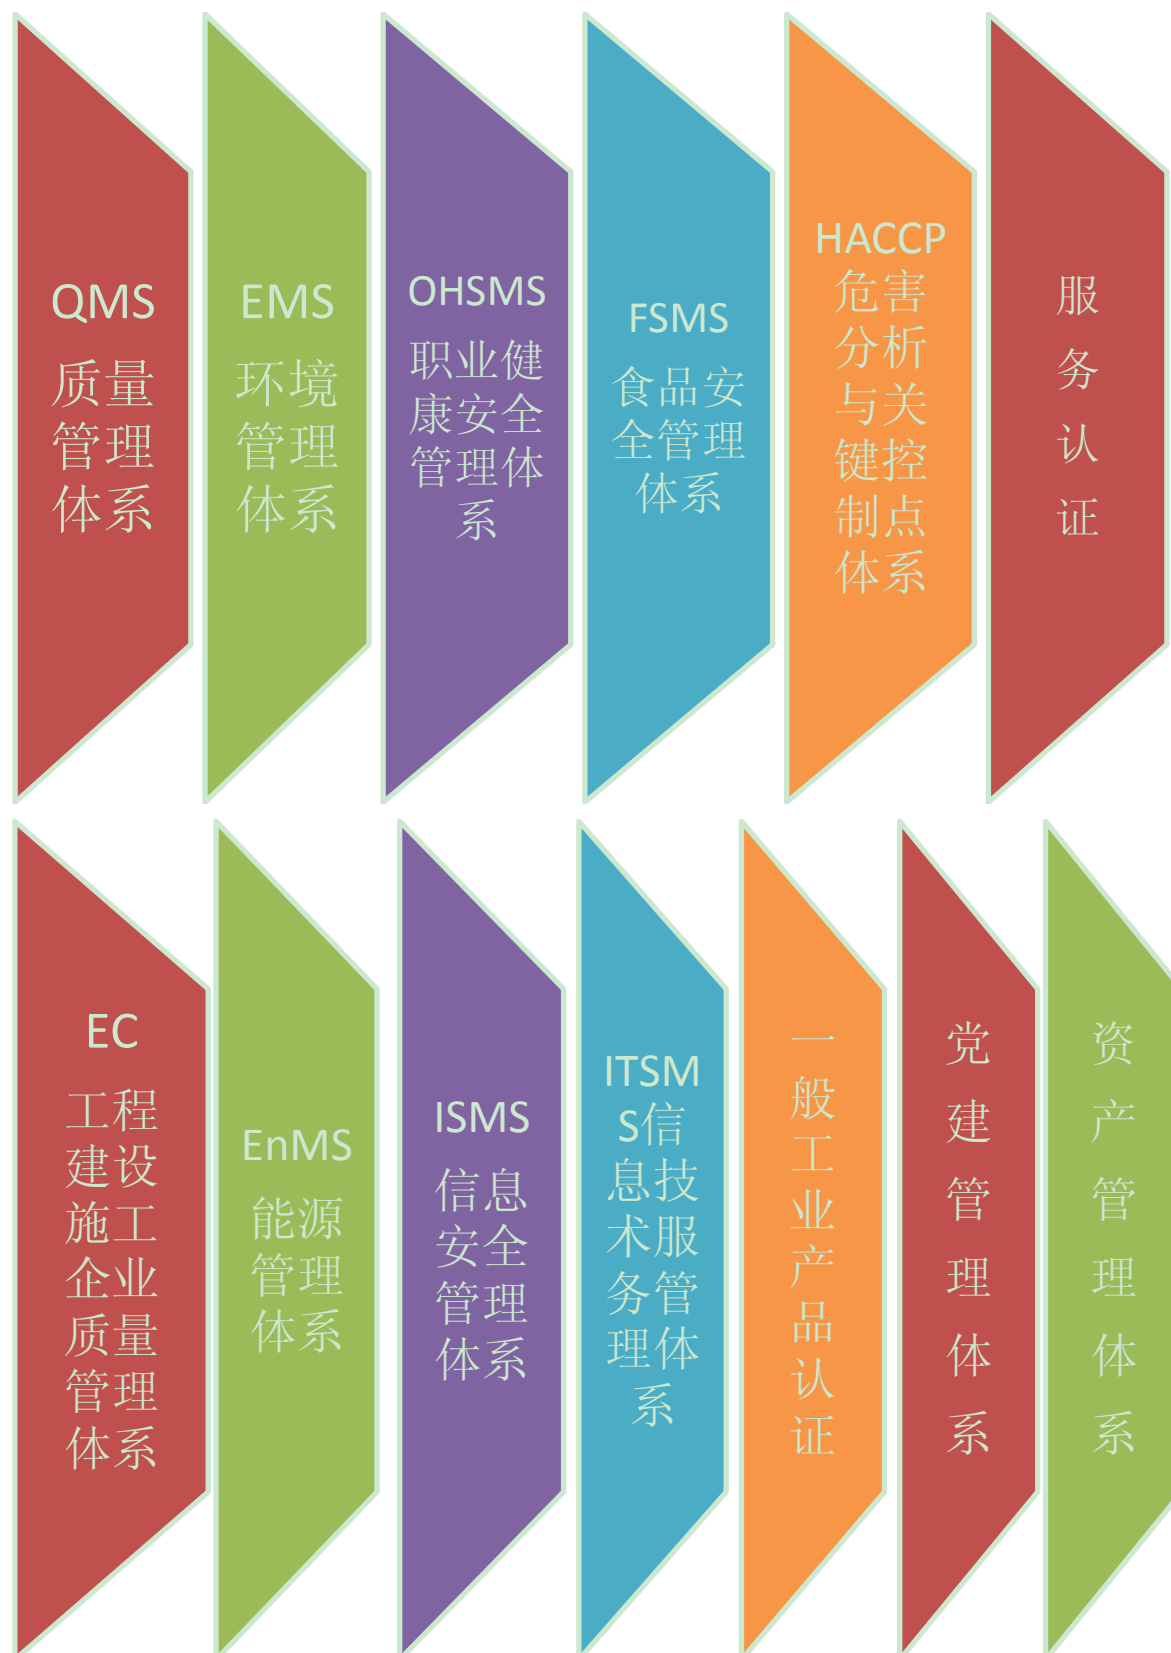 QMS
质量
管理
体系
EMS
环境
管理
体系
OHSMS
职业健
康安全
管理体
系
FSMS
食品安
全管理
体系
HACCP
危害
分析
与关
键控
制点
体系
服
务
认
证
EC
工程
建设
施工
企业
质量
管理
体系
EnMS
能源
管理
体系
ISMS
信息
安全
管理
体系
ITSM
S信
息技
术服
务管
理体
系
一
般
工
业
产
品
认
证
党
建
管
理
体
系
资
产
管
理
体
系